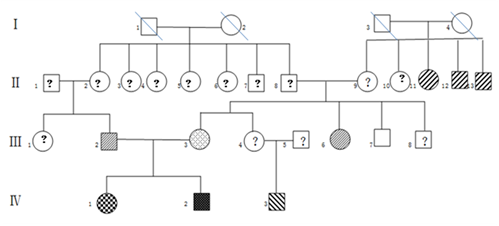 I 1 2 3 4
II 1 ? 2 ? 3 ? 4 ? 5 ? 6 ? 7 ? 8 ? 9 ? 10 ? 11 12 13
III 1 ? 2 3 4 ? 5 ? 6 7 8 ?
IV 1 2 3